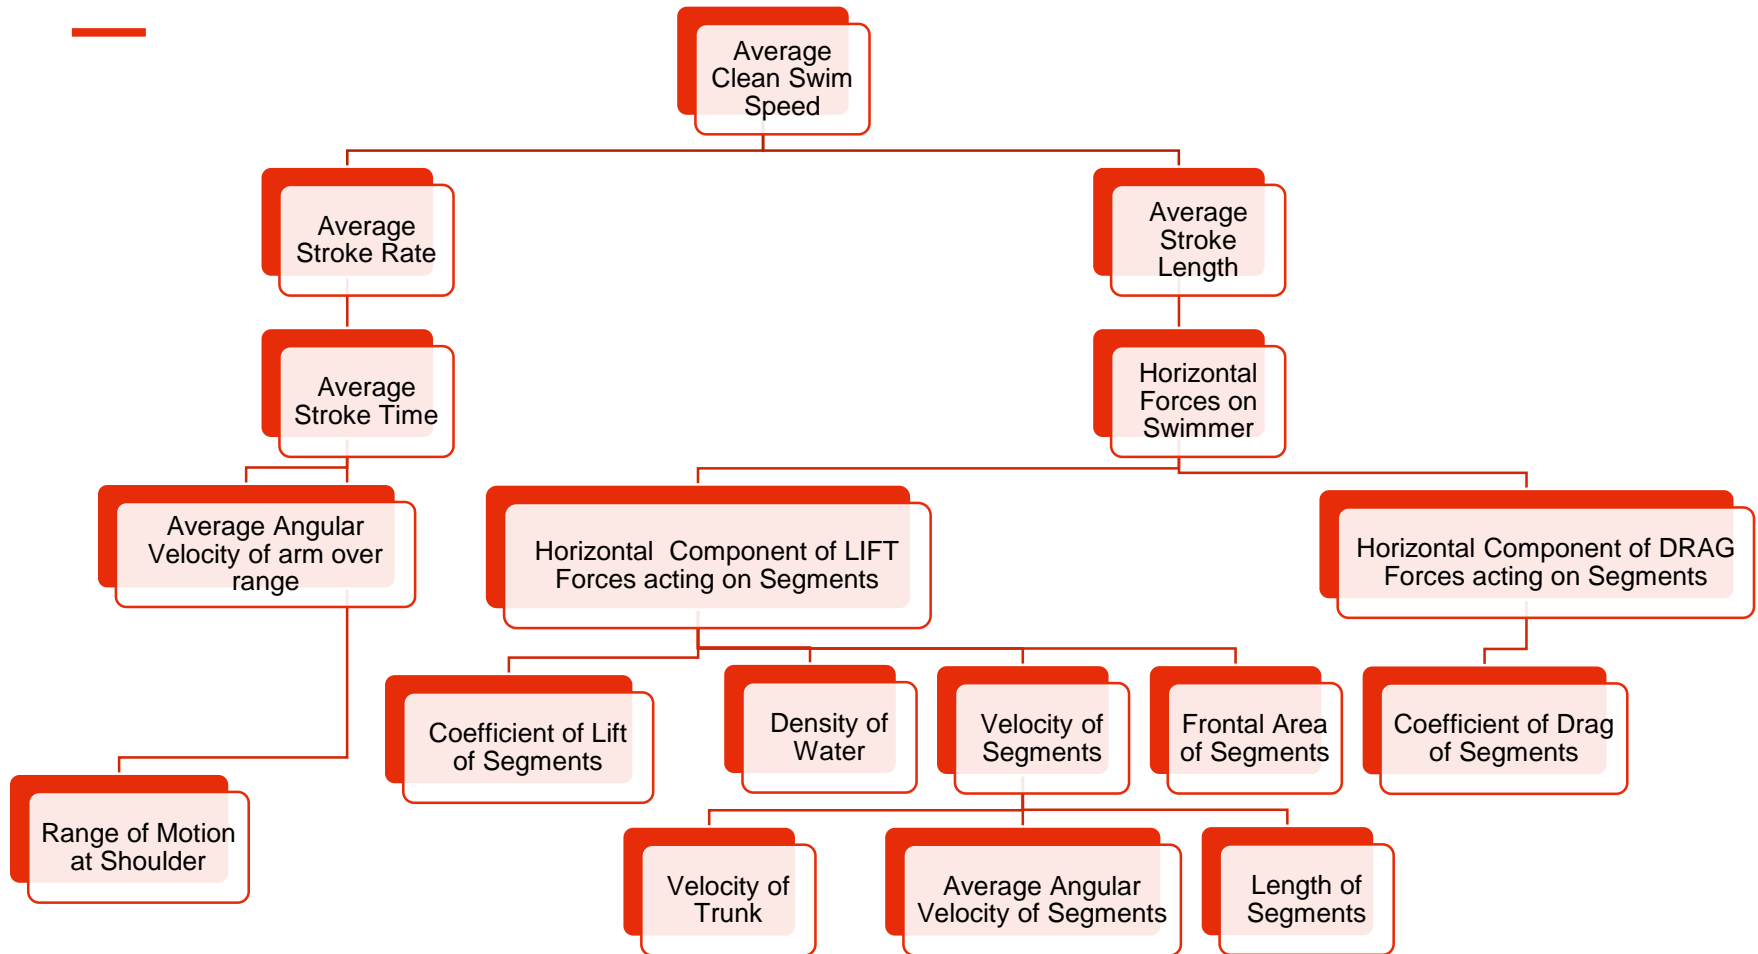 Average
Clean Swim
Speed
Average
Stroke Rate
Average
Stroke
Length
Average
Stroke Time
Horizontal
Forces on
Swimmer
Average Angular
Velocity of arm over
range
Horizontal Component of LIFT
Forces acting on Segments
Horizontal Component of DRAG
Forces acting on Segments
Coefficient of Lift
of Segments
Density of
Water
Velocity of
Segments
Frontal Area
of Segments
Coefficient of Drag
of Segments
Range of Motion
at Shoulder
Velocity of
Trunk
Average Angular
Velocity of Segments
Length of
Segments